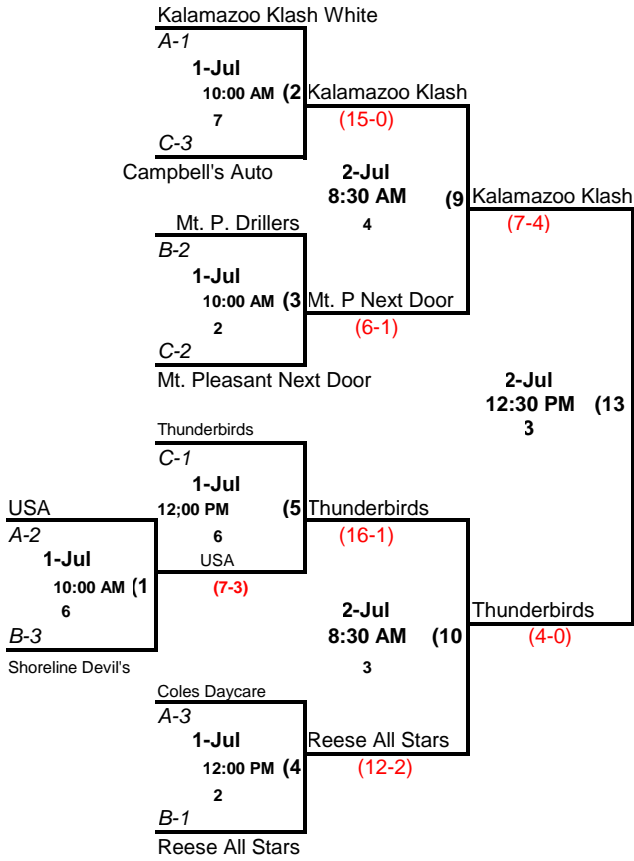 Kalamazoo Klash White
A-1
1-Jul
10:00 AM (2
Kalamazoo Klash
7
(15-0)
C-3
Campbell's Auto
2-Jul
8:30 AM (9
Kalamazoo Klash
4
(7-4)
Mt. P. Drillers
B-2
1-Jul
10:00 AM (3
Mt. P Next Door
2
(6-1)
C-2
Mt. Pleasant Next Door
2-Jul
12:30 PM (13
3
Thunderbirds
C-1
1-Jul
12;00 PM (5
Thunderbirds
6
(16-1)
USA
USA
(7-3)
A-2
1-Jul
10:00 AM (1
6
B-3
Shoreline Devil's
2-Jul
8:30 AM (10
Thunderbirds
3
(4-0)
Coles Daycare
A-3
1-Jul
12:00 PM (4
Reese All Stars
2
(12-2)
B-1
Reese All Stars